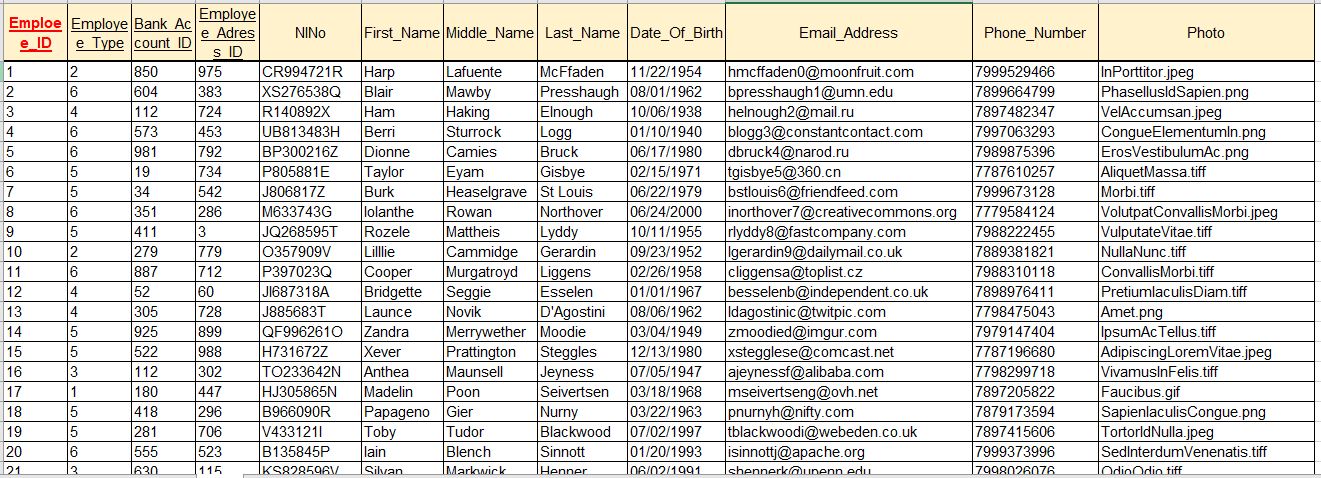 Employee_ID Employee_Type Bank_Account_ID Employee_Adress_ID NINo First_Name Middle_Name Last_Name Date_Of_Birth Email_Address Phone_Number Photo
1 2 850 975 CR994721R Harp Lafuente McFfaden 11/22/1954 hmcffaden0@moonfruit.com 7999529466 InPorttitor.jpeg
2 6 604 383 XS276538Q Blair Mawby Presshaugh 08/01/1962 bpresshaugh1@umn.edu 7899664799 PhasellusIdSapien.png
3 4 112 724 R140892X Ham Haking Elnough 10/06/1938 helnough2@mail.ru 7897482347 VelAccumsan.jpeg
4 6 573 453 UB813483H Berri Sturrock Logg 01/10/1940 blogg3@constantcontact.com 7997063293 CongueElementumIn.png
5 6 981 792 BP300216Z Dionne Camies Bruck 06/17/1980 dbruck4@narod.ru 7989875396 ErosVestibulumAc.png
6 5 19 734 P805881E Taylor Eyam Gisbye 02/15/1971 tgisbye5@360.cn 7787610257 AliquetMassa.tiff
7 5 34 542 J806817Z Burk Heaselgrave St Louis 06/22/1979 bstlouis6@friendfeed.com 7999673128 Morbi.tiff
8 6 351 286 M633743G Iolanthe Rowan Northover 06/24/2000 inorthover7@creativecommons.org 7779584124 VolutpatConvallisMorbi.jpeg
9 5 411 3 JQ268595T Rozele Mattheis Lyddy 10/11/1955 rlyddy8@fastcompany.com 7988222455 VulputateVitae.tiff
10 2 279 779 O357909V Lilllie Cammidge Gerardin 09/23/1952 lgerardin9@dailymail.co.uk 7889381821 NullaNunc.tiff
11 6 887 712 P397023Q Cooper Murgatroyd Liggens 02/26/1958 cliggensa@toplist.cz 7988310118 ConvallisMorbi.tiff
12 4 52 60 JI687318A Bridgette Seggie Esselen 01/01/1967 besselenb@independent.co.uk 7898976411 PretiumIaculisDiam.tiff
13 4 305 728 J885683T Launce Novik D'Agostini 08/06/1962 ldagostinic@twitpic.com 7798475043 Amet.png
14 5 925 899 QF996261O Zandra Merrywether Moodie 03/04/1949 zmoodied@imgur.com 7979147404 IpsumAcTellus.tiff
15 5 522 988 H731672Z Xever Prattington Steggles 12/13/1980 xstegglese@comcast.net 7787196680 AdipiscingLoremVitae.jpeg
16 3 112 302 TO233642N Anthea Maunsell Jeyness 07/05/1947 ajeynessf@alibaba.com 7798299718 VivamusInFelis.tiff
17 1 180 447 HJ305865N Madelin Poon Seivertsen 03/18/1968 mseivertseng@ovh.net 7897205822 Faucibus.gif
18 5 418 296 B966090R Papageno Gier Nurny 03/22/1963 pnurnyh@nifty.com 7879173594 SapienIaculisCongue.png
19 5 281 706 V433121I Toby Tudor Blackwood 07/02/1997 tblackwoodi@webeden.co.uk 7897415606 TortorIdNulla.jpeg
20 6 555 523 B135845P Iain Blench Sinnott 01/20/1993 isinnottj@apache.org 7999373996 SedInterdumVenenatis.tiff
21 3 630 115 KS828596V Silvan Markwick Henner 06/02/1991 shennerk@upenn.edu 7998026076 OdioOdio.tiff